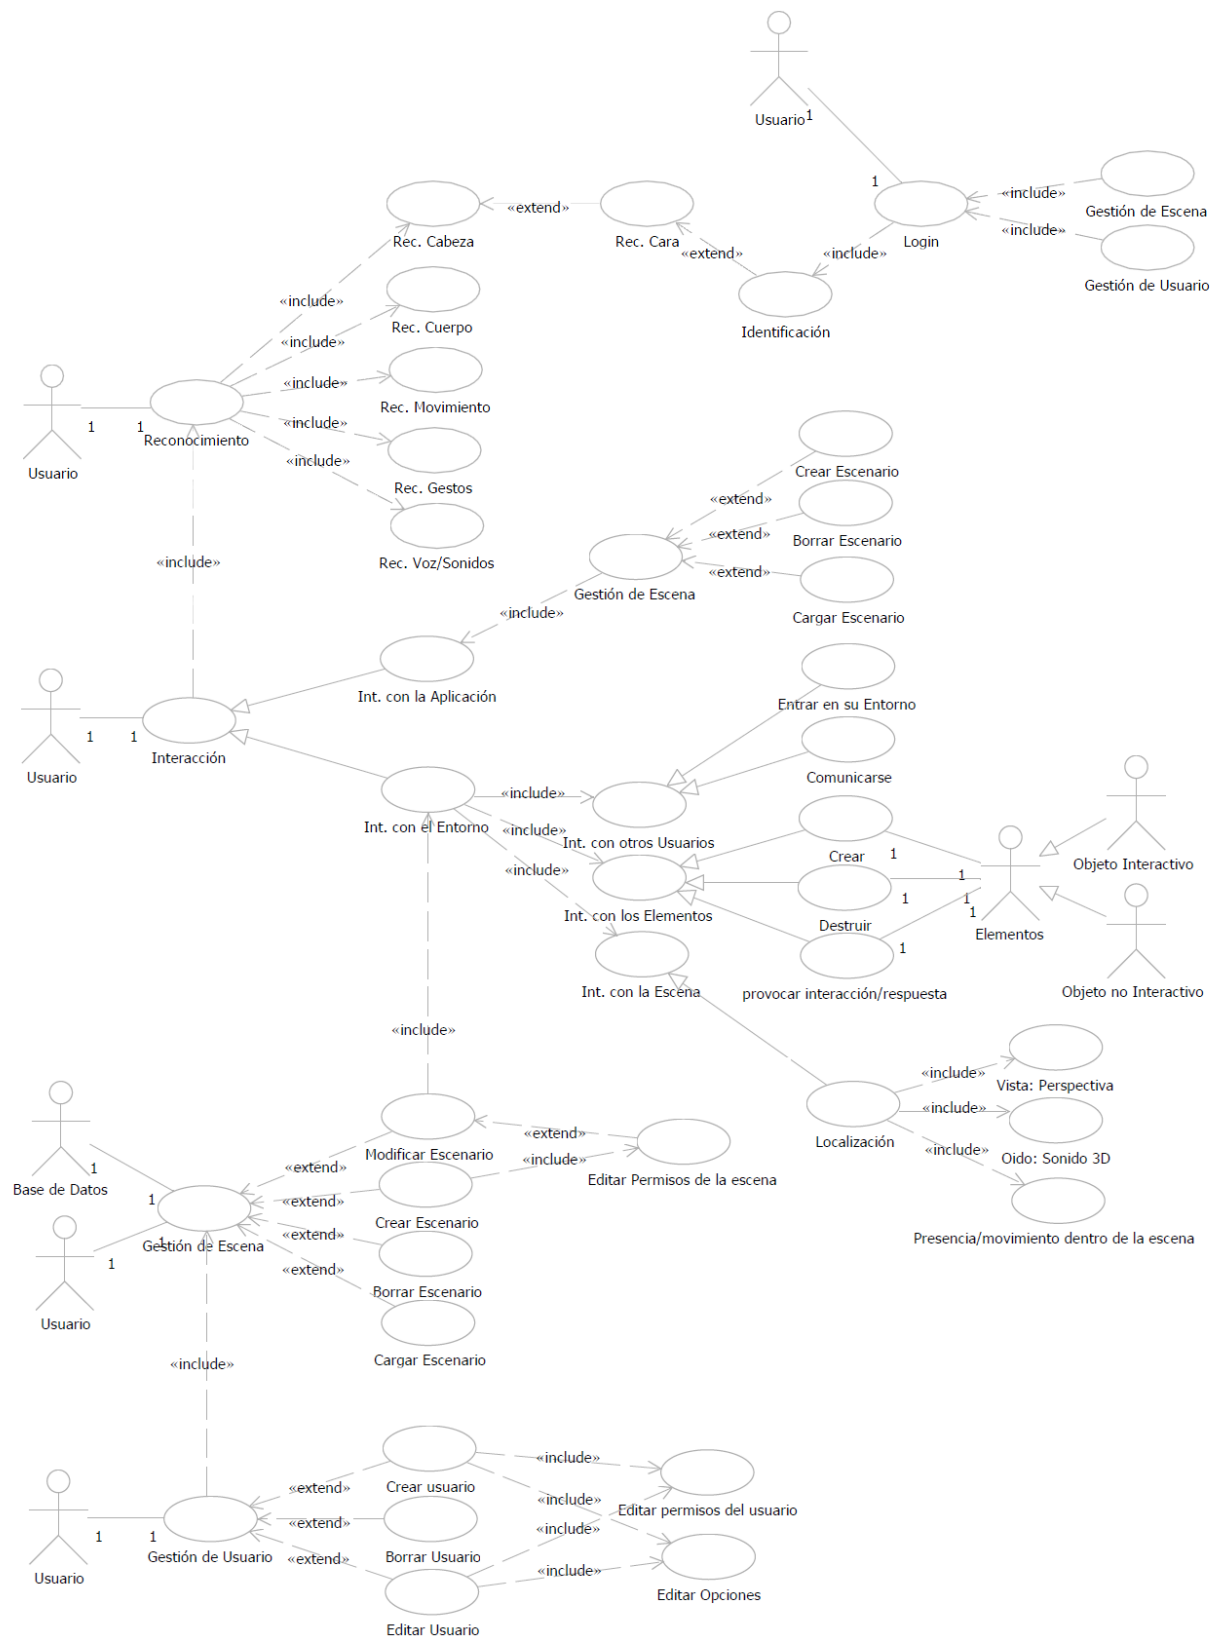 Usuario
1
1
«include»
Gestión de Escena
«include»
Gestión de Usuario
Login
«include»
«extend»
Identificación
«extend»
Rec. Cabeza
Rec. Cara
«include»
Rec. Cuerpo
«include»
«include»
Rec. Movimiento
«include»
Rec. Gestos
«include»
Rec. Voz/Sonidos
1
1
Reconocimiento
Usuario
«include»
Crear Escenario
«extend»
Borrar Escenario
«extend»
«extend»
Cargar Escenario
Gestión de Escena
«include»
Int. con la Aplicación
1
1
Interacción
Usuario
Entrar en su Entorno
Comunicarse
«include»
Int. con el Entorno
«include»
Int. con otros Usuarios
Crear
1
1
Objeto Interactivo
«include»
1
1
1
Int. con los Elementos
Destruir
Elementos
1
Int. con la Escena
provocar interacción/respuesta
Objeto no Interactivo
«include»
«include»
Vista: Perspectiva
«include»
Localización
«include»
Oido: Sonido 3D
Presencia/movimiento dentro de la escena
«extend»
Modificar Escenario
«include»
Editar Permisos de la escena
«extend»
1
Base de Datos
1
«extend»
Crear Escenario
1
Gestión de Escena
«extend»
1
«extend»
Borrar Escenario
Usuario
Cargar Escenario
«include»
«include»
Crear usuario
«extend»
«include»
Editar permisos del usuario
«extend»
«include»
1
1
Gestión de Usuario
Borrar Usuario
«extend»
«include»
Usuario
Editar Opciones
Editar Usuario